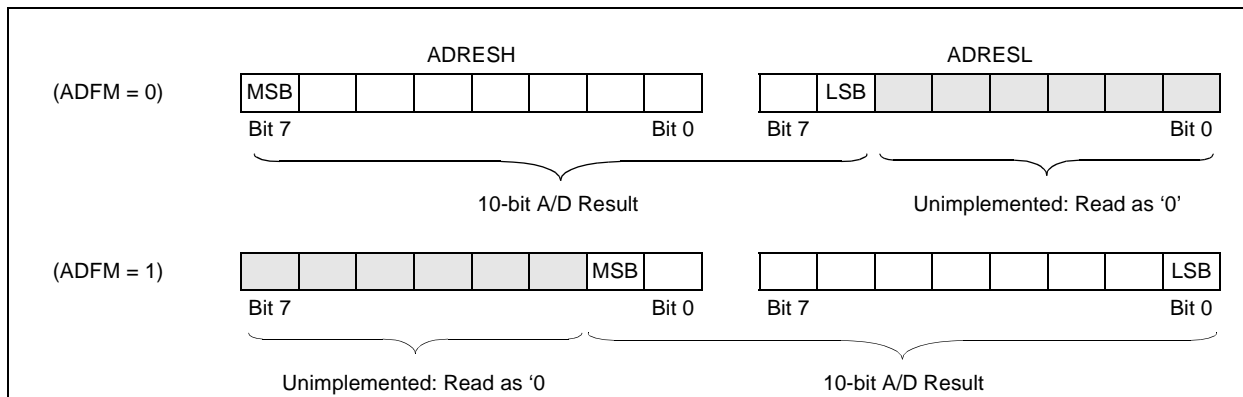 ADRESH ADRESL
(ADFM = 0) MSB LSB
Bit 7 Bit 0 Bit 7 Bit 0
10-bit A/D Result Unimplemented: Read as ‘0’
(ADFM = 1) MSB LSB
Bit 7 Bit 0 Bit 7 Bit 0
Unimplemented: Read as ‘0 10-bit A/D Result